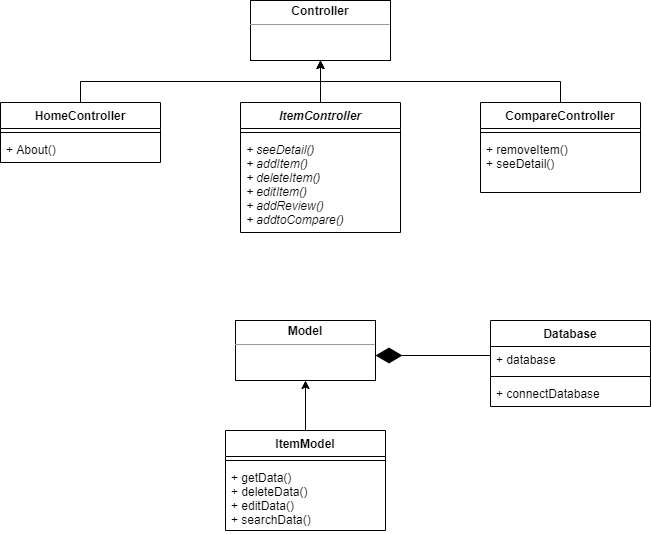 Controller
HomeController
+ About()
ItemController
+ seeDetail()
+ addItem()
+ deleteItem()
+ editItem()
+ addReview()
+ addtoCompare()
CompareController
+ removeItem()
+ seeDetail()
Model
Database
+ database
+ connectDatabase
ItemModel
+ getData()
+ deleteData()
+ editData()
+ searchData()